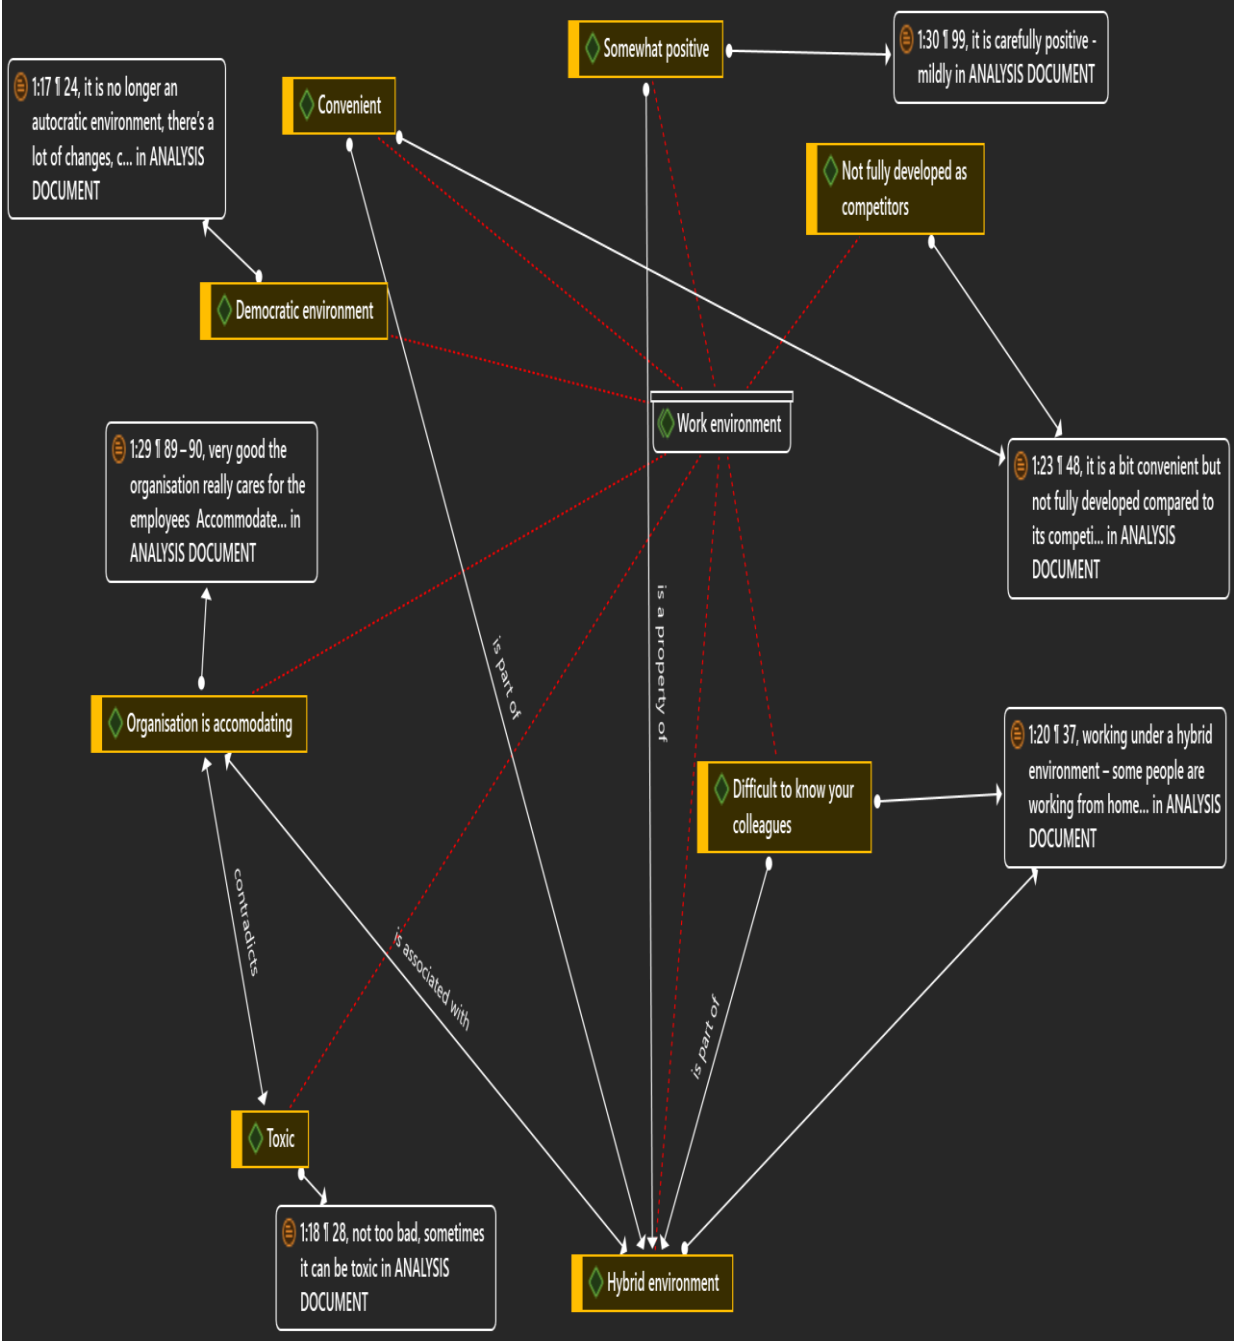 Somewhat positive
1:30 ¶ 99, it is carefully positive -
mildly in ANALYSIS DOCUMENT
1:17 ¶ 24, it is no longer an
autocratic environment, there's a
lot of changes, c... in ANALYSIS
DOCUMENT
Convenient
Not fully developed as
competitors
Democratic environment
Work environment
1:29 ¶ 89 – 90, very good the
organisation really cares for the
employees  Accommodate... in
ANALYSIS DOCUMENT
1:23 ¶ 48, it is a bit convenient but
not fully developed compared to
its competi... in ANALYSIS
DOCUMENT
is part of
is a property of
Organisation is accomodating
1:20 ¶ 37, working under a hybrid
environment – some people are
working from home... in ANALYSIS
DOCUMENT
Difficult to know your
colleagues
contradicts
is associated with
is part of
Toxic
1:18 ¶ 28, not too bad, sometimes
it can be toxic in ANALYSIS
DOCUMENT
Hybrid environment